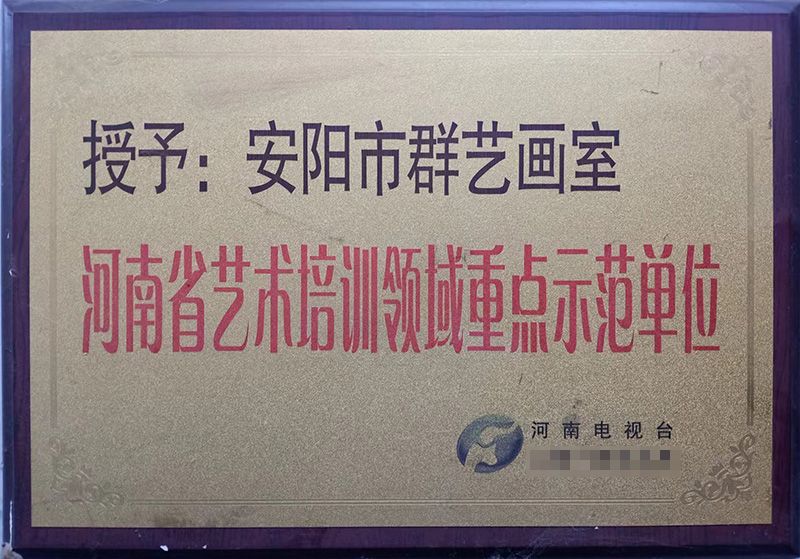 授予：安阳市群艺画室
河南省艺术培训领域重点示范单位
河南电视台